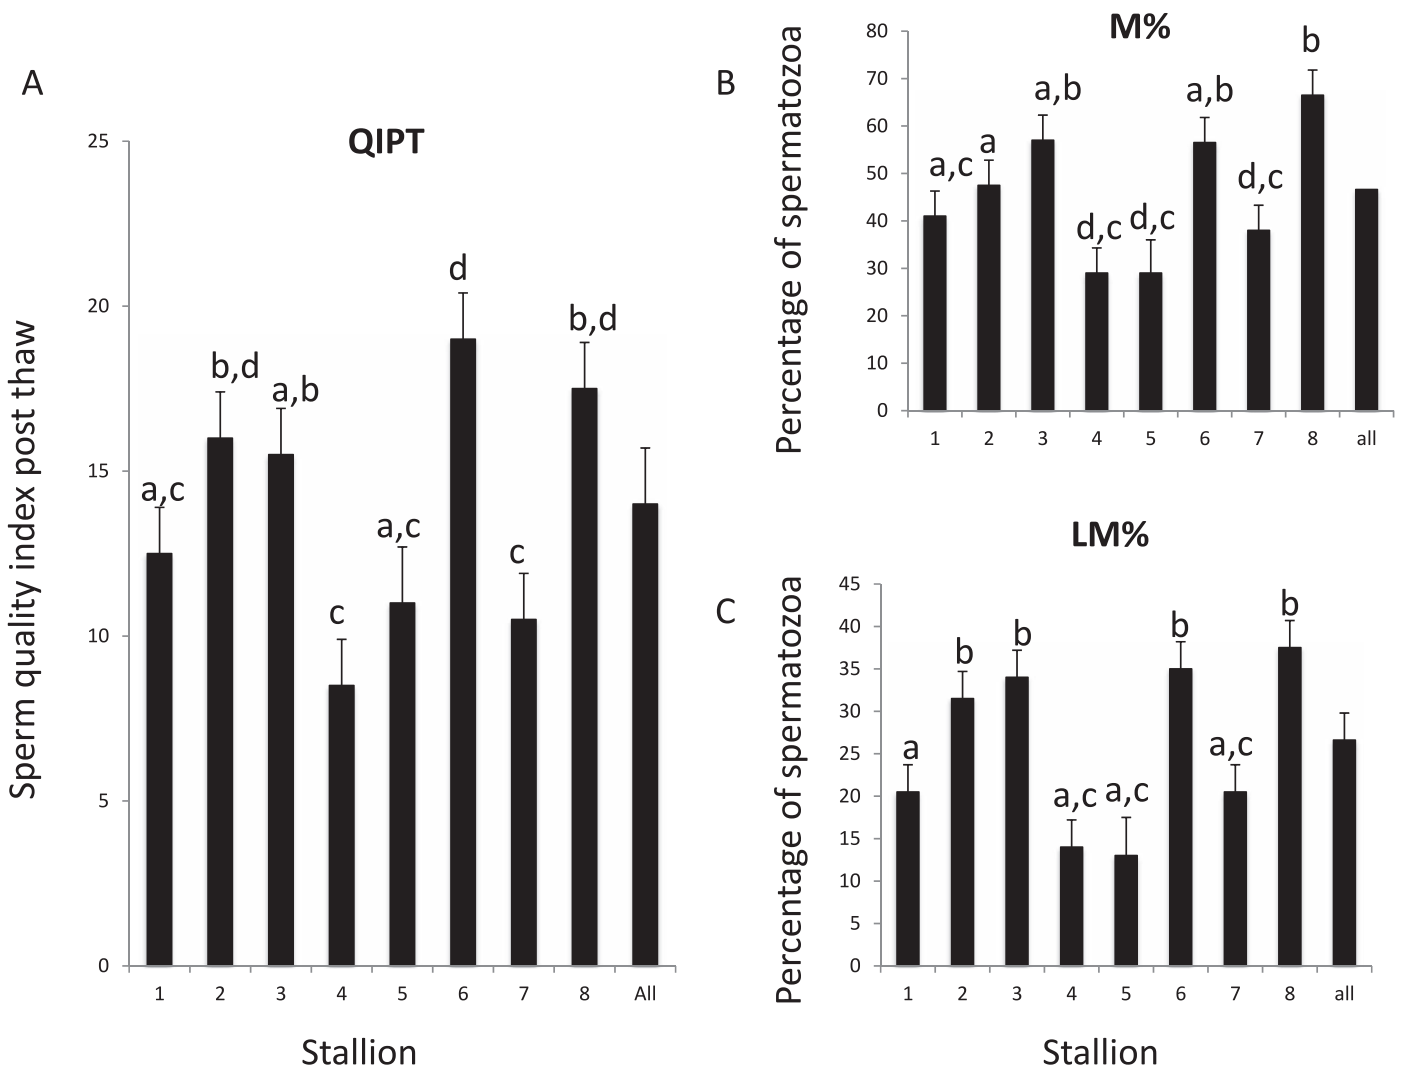 A
QIPT
Sperm quality index post thaw
25
20
15
10
5
0
a,c
b,d
a,b
c
a,c
d
c
b,d
1 2 3 4 5 6 7 8 All
Stallion
B
M%
Percentage of spermatozoa
80
70
60
50
40
30
20
10
0
a,c
a
a,b
d,c
d,c
a,b
d,c
b
1 2 3 4 5 6 7 8 all
C
LM%
Percentage of spermatozoa
45
40
35
30
25
20
15
10
5
0
a
b
b
a,c
a,c
b
a,c
b
1 2 3 4 5 6 7 8 all
Stallion